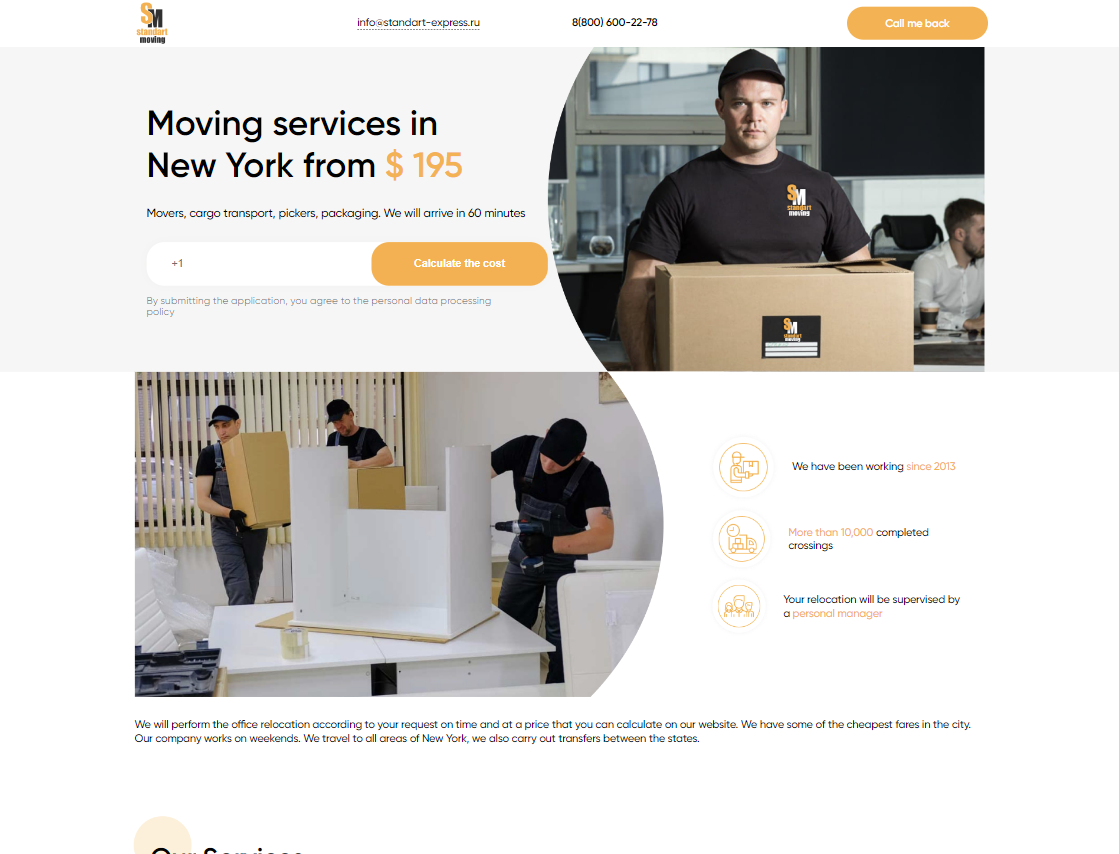 SM
standart
moving
info@standart-express.ru
8(800) 600-22-78
Call me back
Moving services in
New York from $ 195
Movers, cargo transport, pickers, packaging. We will arrive in 60 minutes
+1
Calculate the cost
By submitting the application, you agree to the personal data processing
policy
SM
standart
moving
SM
standart
moving
We have been working since 2013
More than 10,000 completed
crossings
Your relocation will be supervised by
a personal manager
We will perform the office relocation according to your request on time and at a price that you can calculate on our website. We have some of the cheapest fares in the city.
Our company works on weekends. We travel to all areas of New York, we also carry out transfers between the states.
Our Services